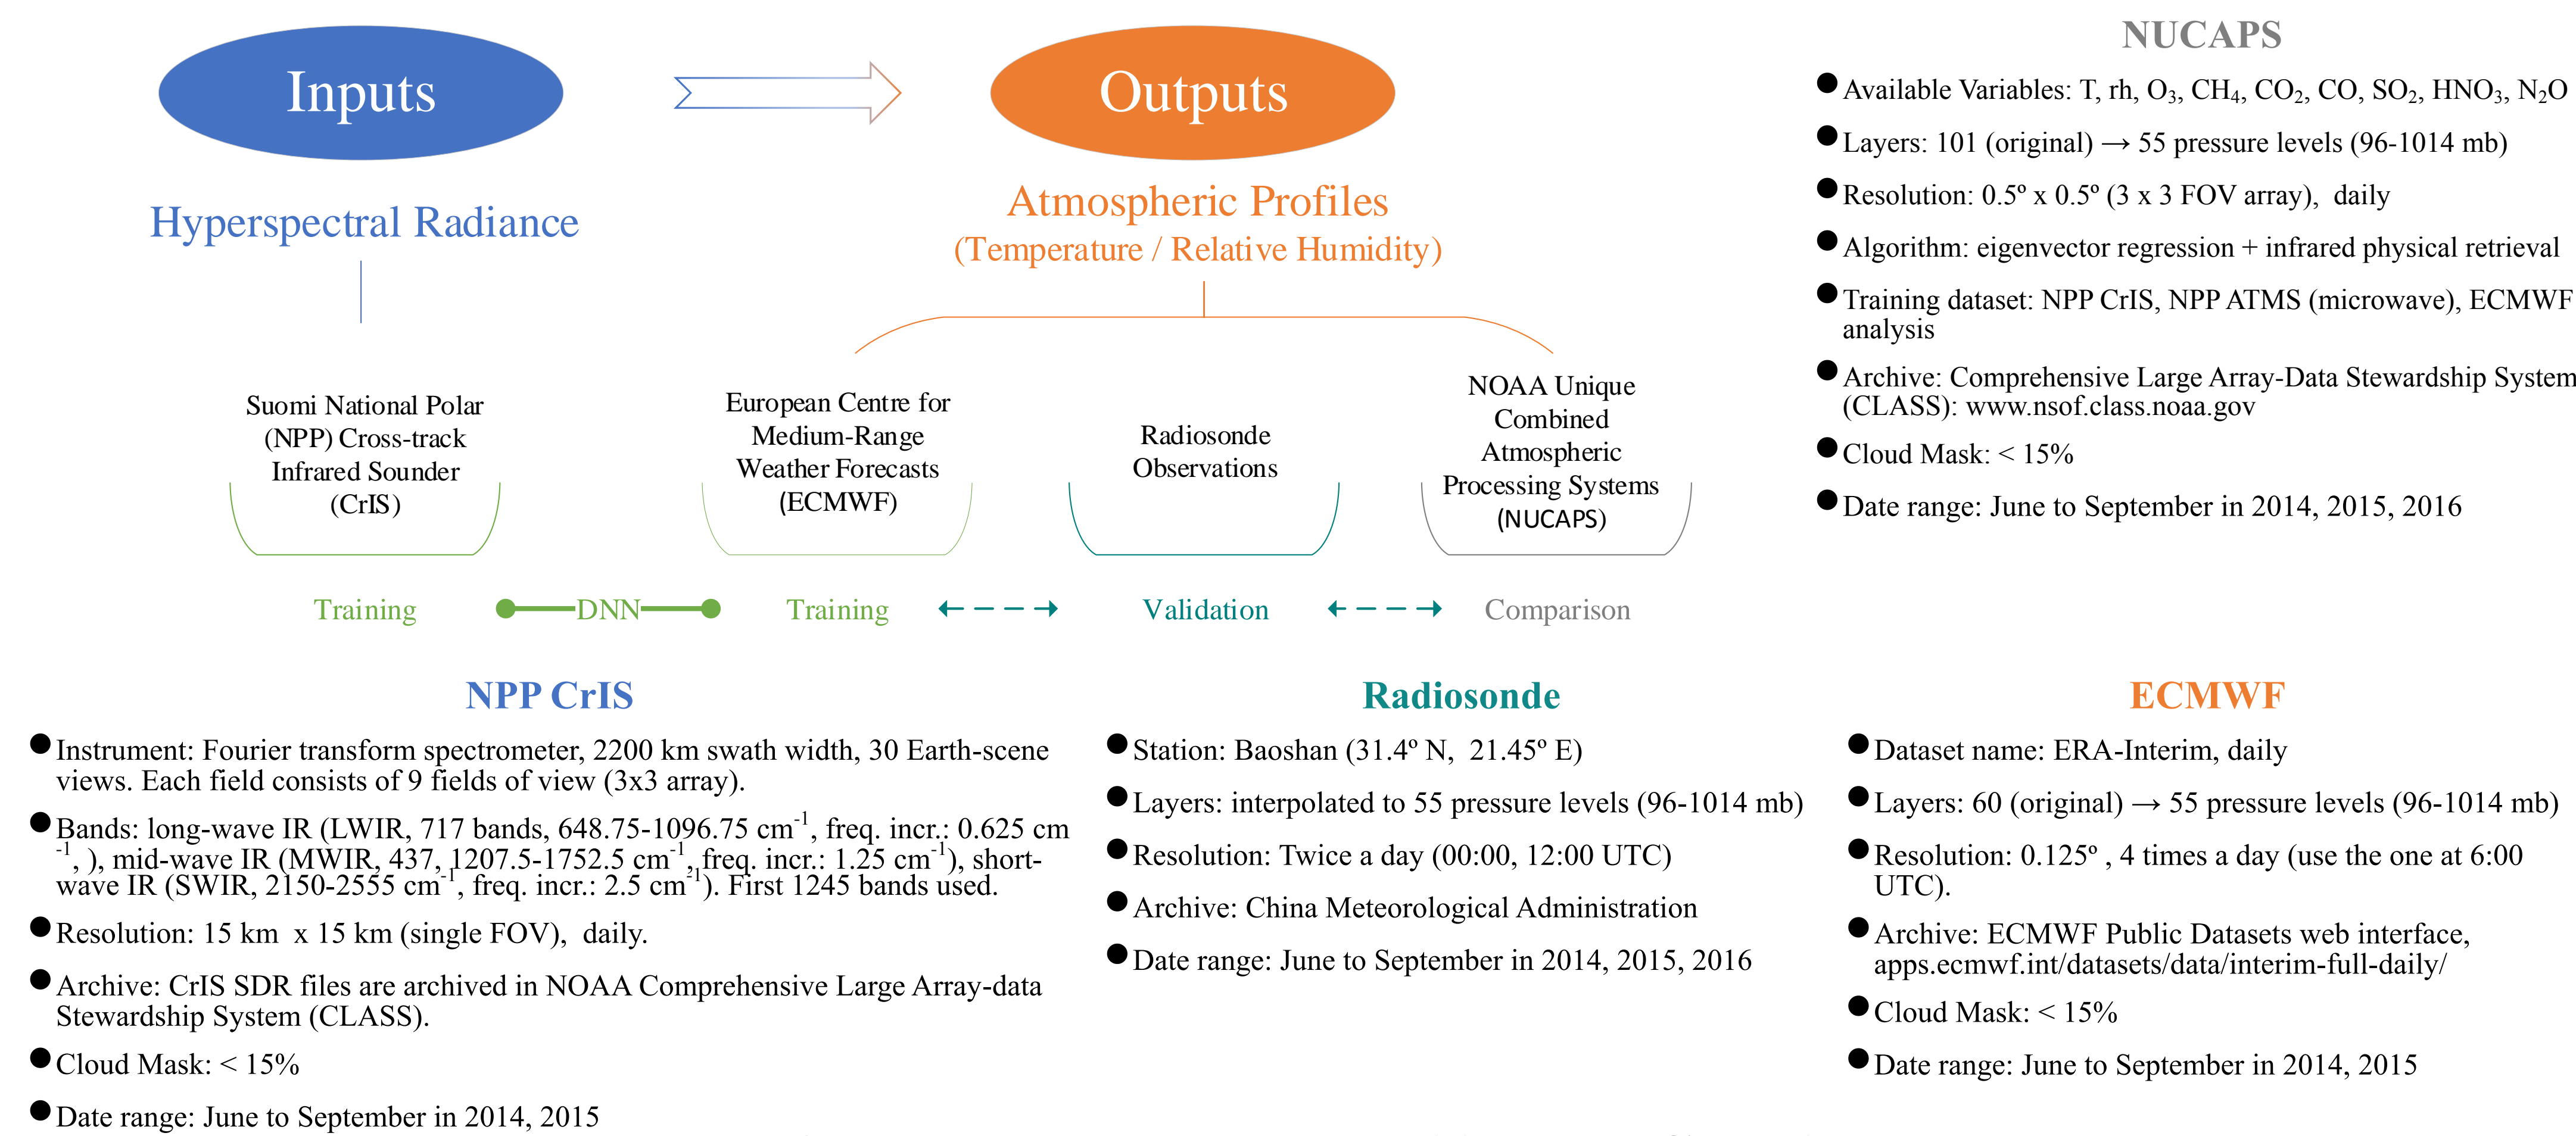 Inputs
Outputs
Hyperspectral Radiance
Atmospheric Profiles
(Temperature / Relative Humidity)
Suomi National Polar
(NPP) Cross-track
Infrared Sounder
(CrIS)
European Centre for
Medium-Range
Weather Forecasts
(ECMWF)
Radiosonde
Observations
NOAA Unique
Combined
Atmospheric
Processing Systems
(NUCAPS)
Training
DNN
Training
Validation
Comparison
NUCAPS
● Available Variables: T, rh, O₃, CH₄, CO₂, CO, SO₂, HNO₃, N₂O
● Layers: 101 (original) → 55 pressure levels (96-1014 mb)
● Resolution: 0.5º x 0.5º (3 x 3 FOV array), daily
● Algorithm: eigenvector regression + infrared physical retrieval
● Training dataset: NPP CrIS, NPP ATMS (microwave), ECMWF
analysis
● Archive: Comprehensive Large Array-Data Stewardship System
(CLASS): www.nsof.class.noaa.gov
● Cloud Mask: < 15%
● Date range: June to September in 2014, 2015, 2016
NPP CrIS
● Instrument: Fourier transform spectrometer, 2200 km swath width, 30 Earth-scene
views. Each field consists of 9 fields of view (3x3 array).
● Bands: long-wave IR (LWIR, 717 bands, 648.75-1096.75 cm⁻¹, freq. incr.: 0.625 cm
⁻¹, ), mid-wave IR (MWIR, 437, 1207.5-1752.5 cm⁻¹, freq. incr.: 1.25 cm⁻¹), short-
wave IR (SWIR, 2150-2555 cm⁻¹, freq. incr.: 2.5 cm⁻¹). First 1245 bands used.
● Resolution: 15 km x 15 km (single FOV), daily.
● Archive: CrIS SDR files are archived in NOAA Comprehensive Large Array-data
Stewardship System (CLASS).
● Cloud Mask: < 15%
● Date range: June to September in 2014, 2015
Radiosonde
● Station: Baoshan (31.4º N, 21.45º E)
● Layers: interpolated to 55 pressure levels (96-1014 mb)
● Resolution: Twice a day (00:00, 12:00 UTC)
● Archive: China Meteorological Administration
● Date range: June to September in 2014, 2015, 2016
ECMWF
● Dataset name: ERA-Interim, daily
● Layers: 60 (original) → 55 pressure levels (96-1014 mb)
● Resolution: 0.125º , 4 times a day (use the one at 6:00
UTC).
● Archive: ECMWF Public Datasets web interface,
apps.ecmwf.int/datasets/data/interim-full-daily/
● Cloud Mask: < 15%
● Date range: June to September in 2014, 2015